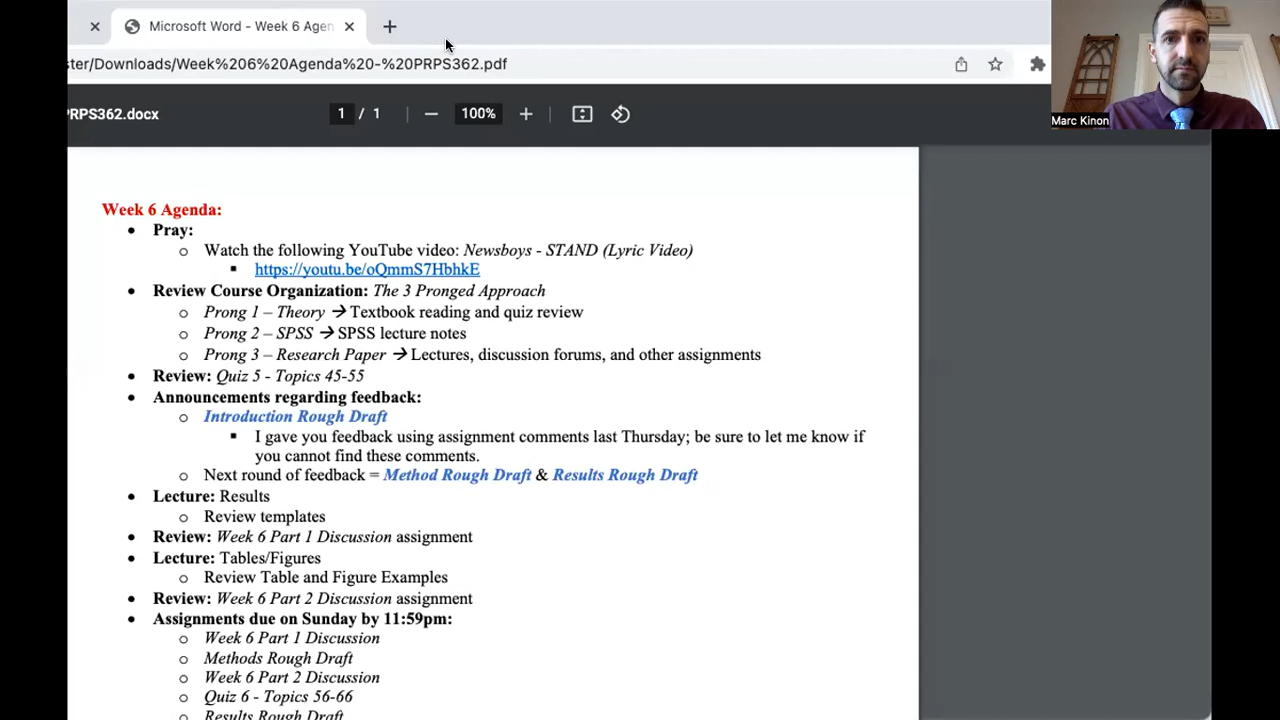 Microsoft Word - Week 6 Agen
ster/Downloads/Week%206%20Agenda%20-%20PRPS362.pdf
PRPS362.docx
1 / 1
100%
Marc Kinon
Week 6 Agenda:
• Pray:
o Watch the following YouTube video: Newsboys - STAND (Lyric Video)
▪ https://youtu.be/oQmmS7HbhkE
• Review Course Organization: The 3 Pronged Approach
o Prong 1 – Theory → Textbook reading and quiz review
o Prong 2 – SPSS → SPSS lecture notes
o Prong 3 – Research Paper → Lectures, discussion forums, and other assignments
• Review: Quiz 5 - Topics 45-55
• Announcements regarding feedback:
o Introduction Rough Draft
▪ I gave you feedback using assignment comments last Thursday; be sure to let me know if
you cannot find these comments.
o Next round of feedback = Method Rough Draft & Results Rough Draft
• Lecture: Results
o Review templates
• Review: Week 6 Part 1 Discussion assignment
• Lecture: Tables/Figures
o Review Table and Figure Examples
• Review: Week 6 Part 2 Discussion assignment
• Assignments due on Sunday by 11:59pm:
o Week 6 Part 1 Discussion
o Methods Rough Draft
o Week 6 Part 2 Discussion
o Quiz 6 - Topics 56-66
o Results Rough Draft